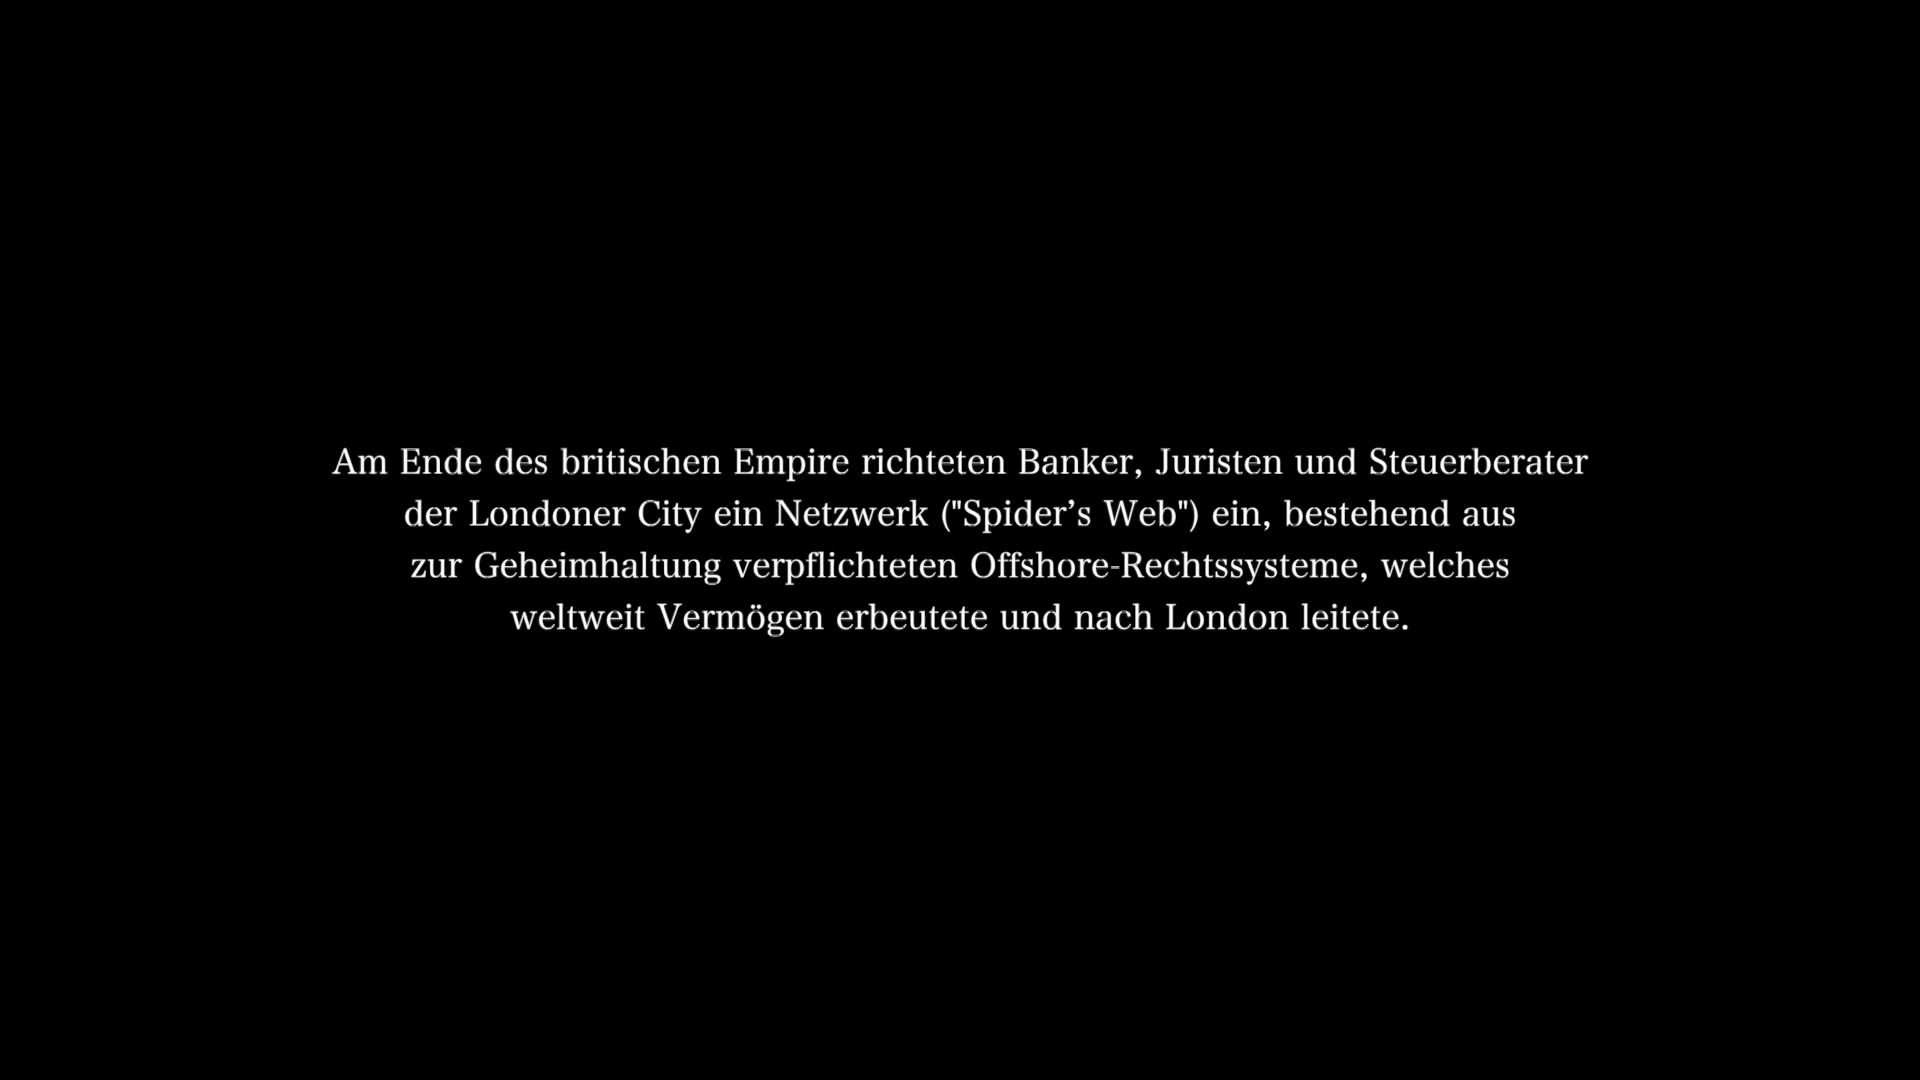 Am Ende des britischen Empire richteten Banker, Juristen und Steuerberater
der Londoner City ein Netzwerk ("Spider’s Web") ein, bestehend aus
zur Geheimhaltung verpflichteten Offshore-Rechtssysteme, welches
weltweit Vermögen erbeutete und nach London leitete.